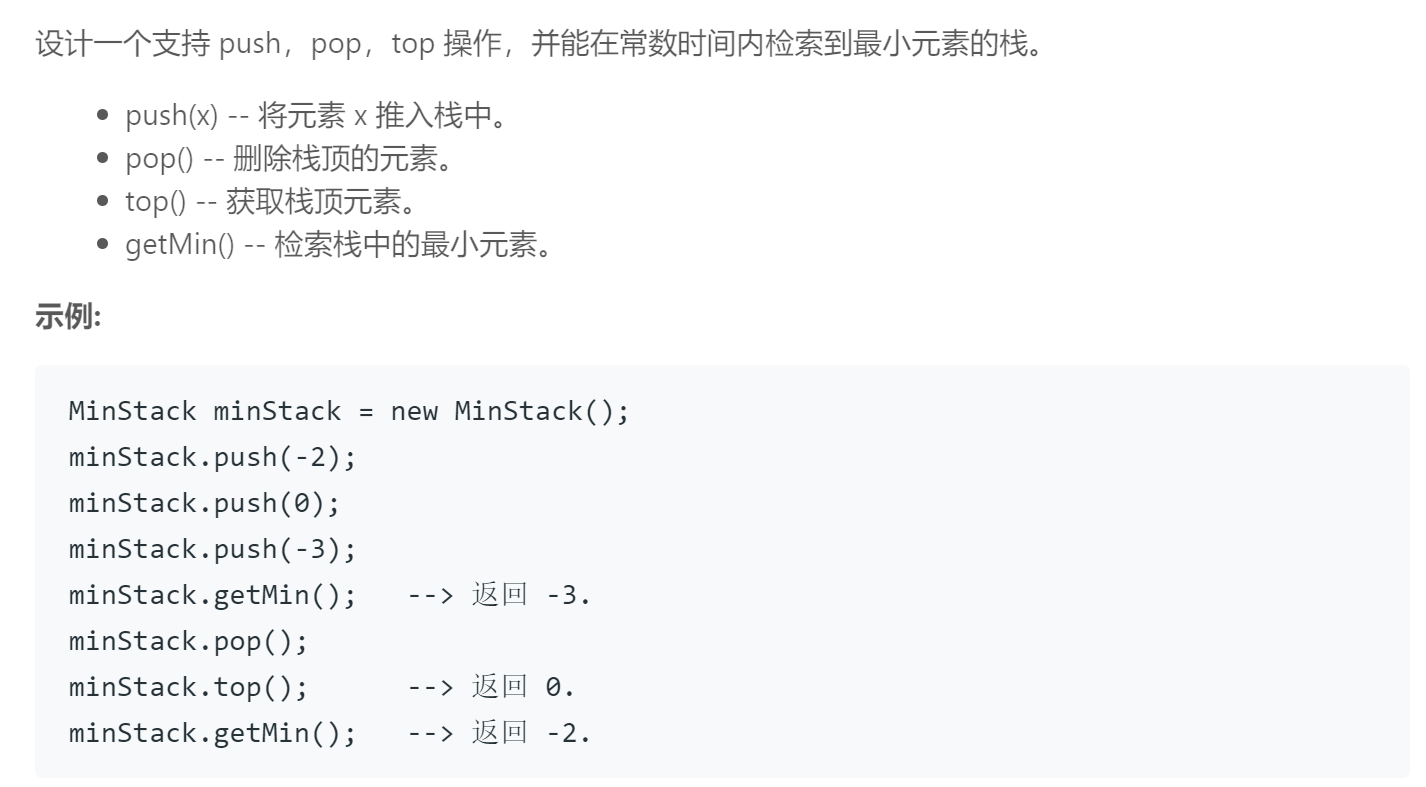 设计一个支持 push，pop，top 操作，并能在常数时间内检索到最小元素的栈。
push(x) -- 将元素 x 推入栈中。
pop() -- 删除栈顶的元素。
top() -- 获取栈顶元素。
getMin() -- 检索栈中的最小元素。
示例:
MinStack minStack = new MinStack();
minStack.push(-2);
minStack.push(0);
minStack.push(-3);
minStack.getMin();   --> 返回 -3.
minStack.pop();
minStack.top();      --> 返回 0.
minStack.getMin();   --> 返回 -2.